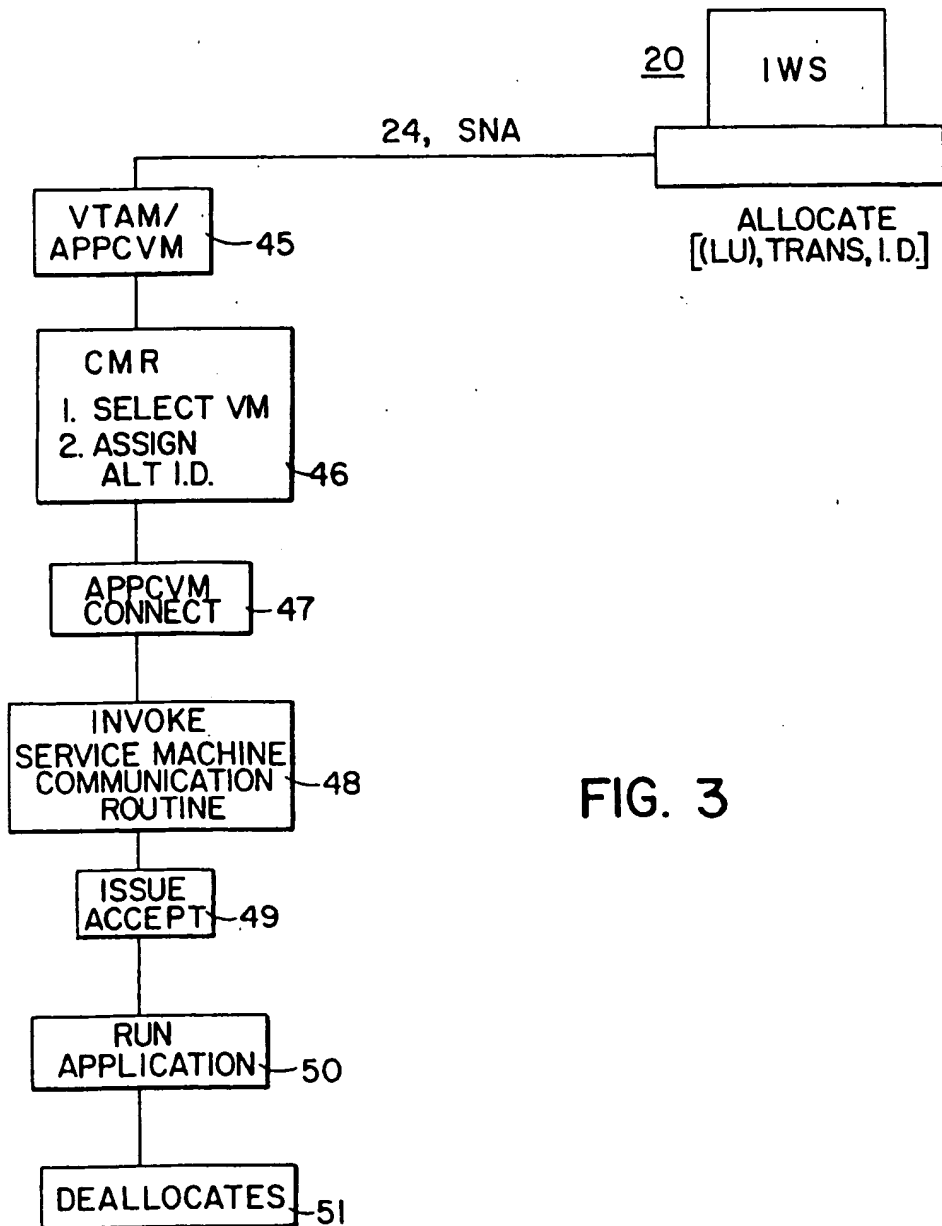 20
IWS
24, SNA
ALLOCATE
[(LU), TRANS, I.D.]
VTAM/
APPCVM
45
CMR
1. SELECT VM
2. ASSIGN
ALT I.D.
46
APPCVM
CONNECT
47
INVOKE
SERVICE MACHINE
COMMUNICATION
ROUTINE
48
FIG. 3
ISSUE
ACCEPT
49
RUN
APPLICATION
50
DEALLOCATES
51